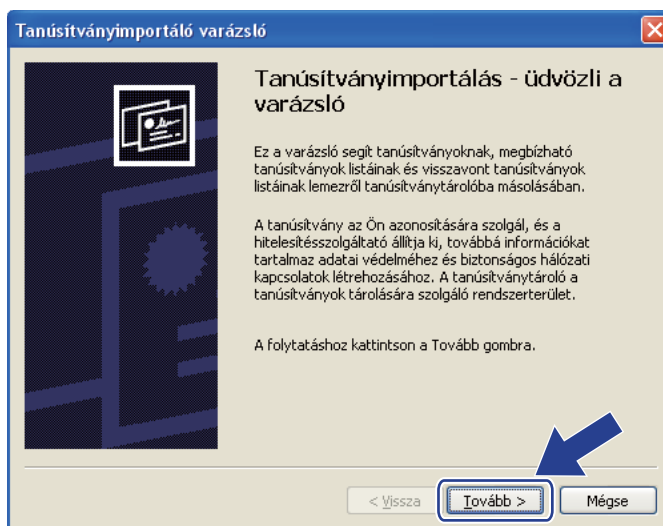 Tanúsítványimportáló varázsló
Tanúsítványimportálás - üdvözli a
varázsló
Ez a varázsló segít tanúsítványoknak, megbízható
tanúsítványok listáinak és visszavont tanúsítványok
listáinak lemezről tanúsítványtárolóba másolásában.
A tanúsítvány az Ön azonosítására szolgál, és a
hitelesítésszolgáltató állítja ki, továbbá információkat
tartmaz adatai védelméhez és biztonságos hálózati
kapcsolatok létrehozásához. A tanúsítványtároló a
tanúsítványok tárolására szolgáló rendszerterület.
A folytatáshoz kattintson a Tovább gombra.
< Vissza
Tovább >
Mégse